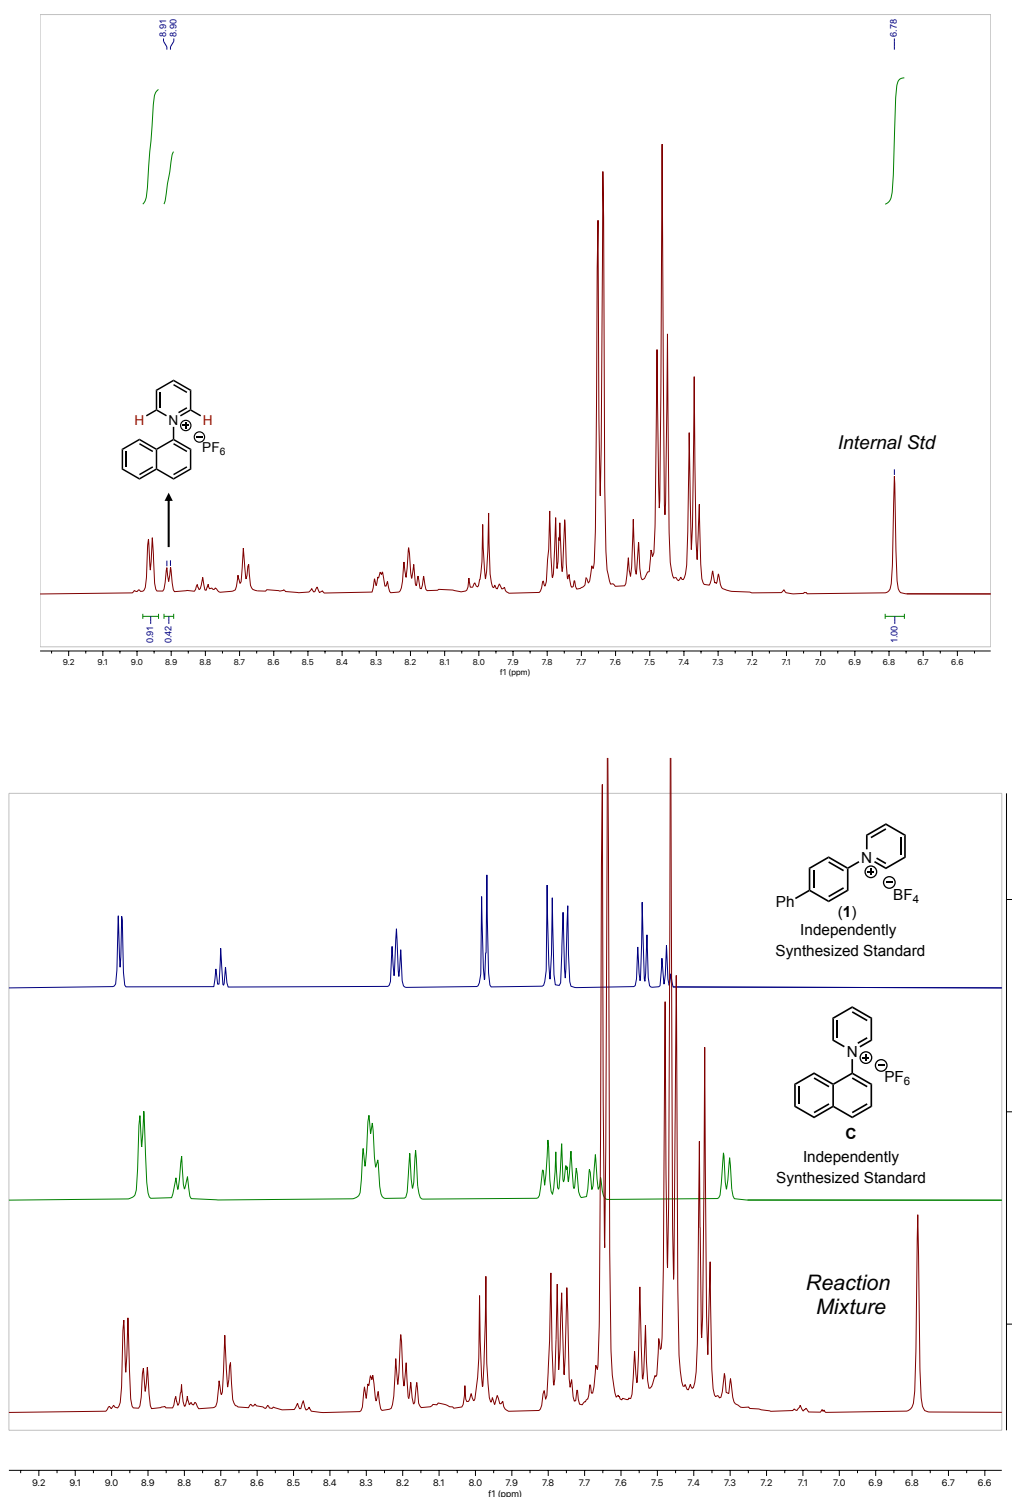 8.91
8.90
6.78
H
H
N
+
−
PF6
Internal Std
0.91
0.42
1.00
9.2 9.1 9.0 8.9 8.8 8.7 8.6 8.5 8.4 8.3 8.2 8.1 8.0 7.9 7.8 7.7 7.6 7.5 7.4 7.3 7.2 7.1 7.0 6.9 6.8 6.7 6.6
f1 (ppm)
N
+
−
BF4
Ph
(1)
Independently
Synthesized Standard
N
+
−
PF6
C
Independently
Synthesized Standard
Reaction
Mixture
9.2 9.1 9.0 8.9 8.8 8.7 8.6 8.5 8.4 8.3 8.2 8.1 8.0 7.9 7.8 7.7 7.6 7.5 7.4 7.3 7.2 7.1 7.0 6.9 6.8 6.7 6.6
f1 (ppm)